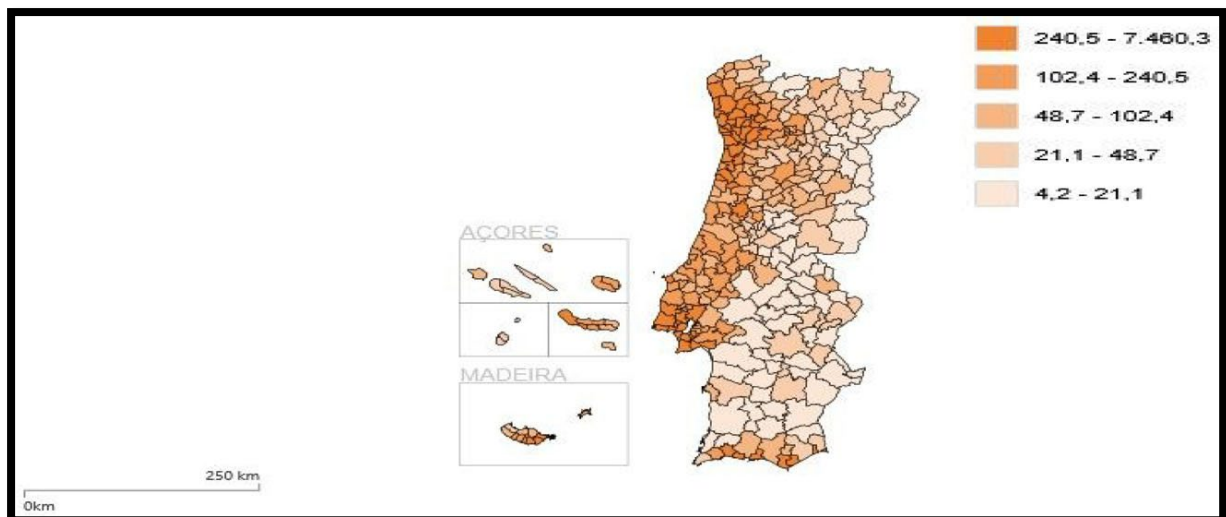 240,5 - 7.460,3
102,4 - 240,5
48,7 - 102,4
21,1 - 48,7
4,2 - 21,1
AÇORES
MADEIRA
250 km
0km